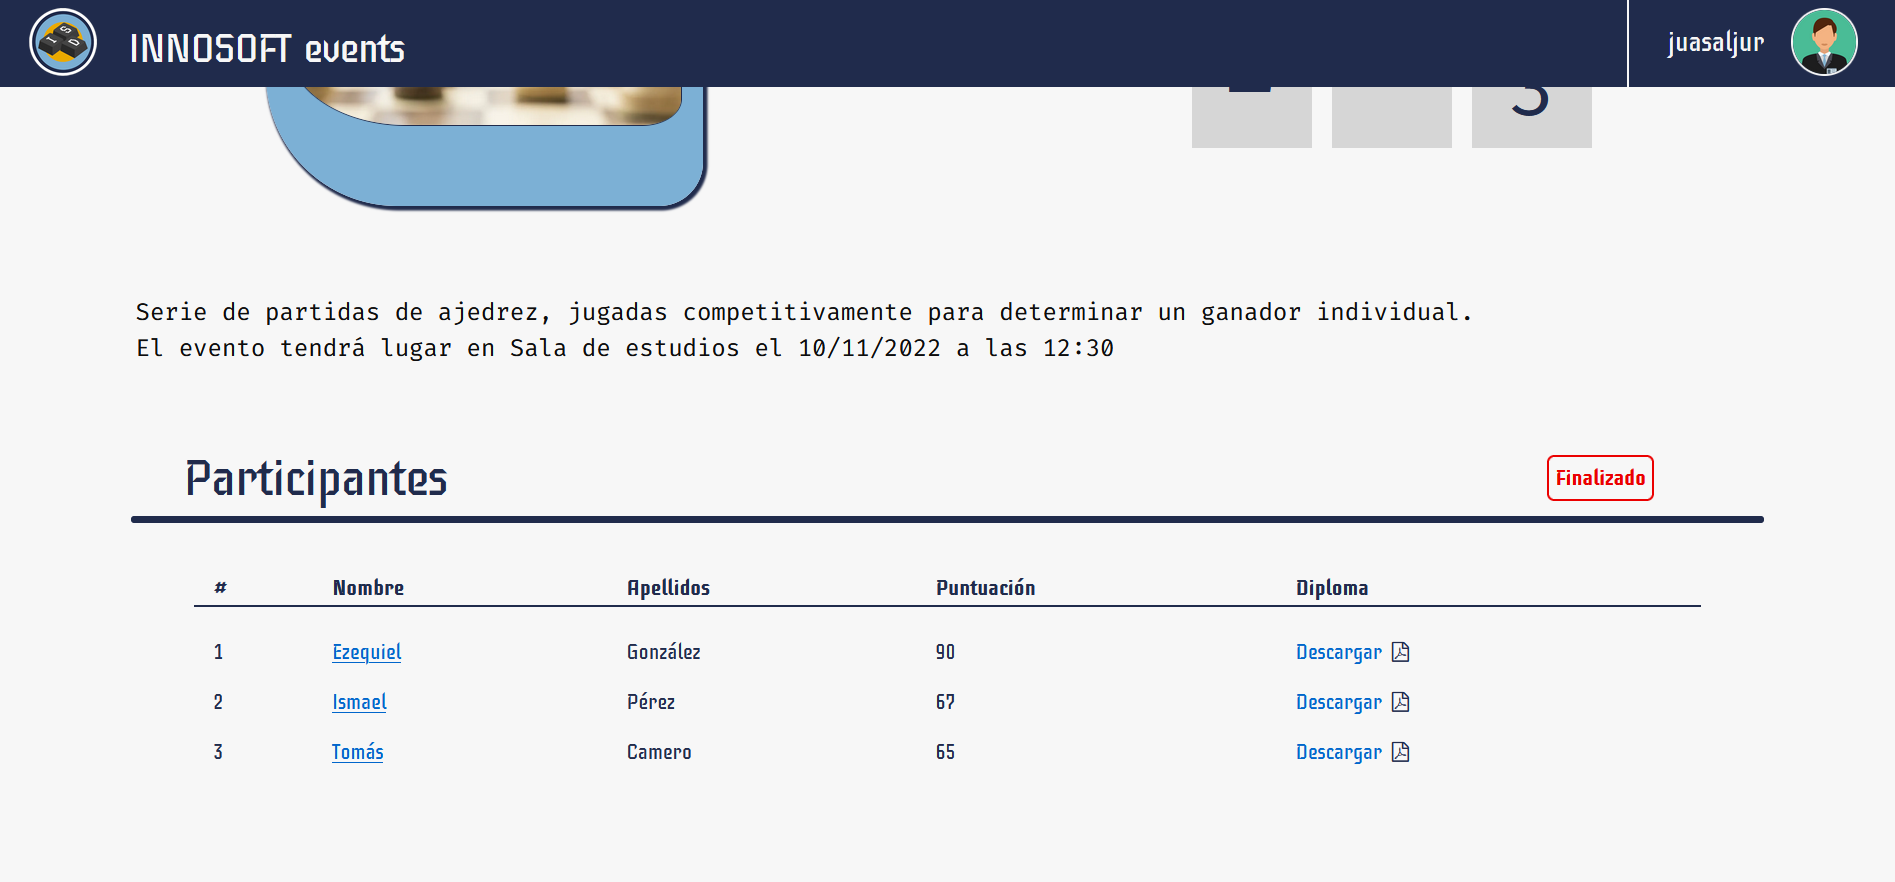 INNOSOFT events
juasaljur
3
Serie de partidas de ajedrez, jugadas competitivamente para determinar un ganador individual.
El evento tendrá lugar en Sala de estudios el 10/11/2022 a las 12:30
Participantes
Finalizado
# Nombre Apellidos Puntuación Diploma
1 Ezequiel González 90 Descargar
2 Ismael Pérez 67 Descargar
3 Tomás Camero 65 Descargar